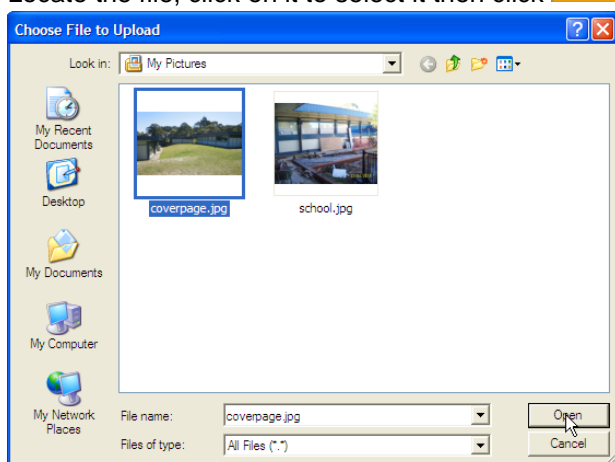 Locate the file, click on it to select it then click
Choose File to Upload
Look in: My Pictures
My Recent
Documents
Desktop
My Documents
My Computer
My Network
Places
coverpage.jpg school.jpg
File name: coverpage.jpg Open
Files of type: All Files (*.*) Cancel